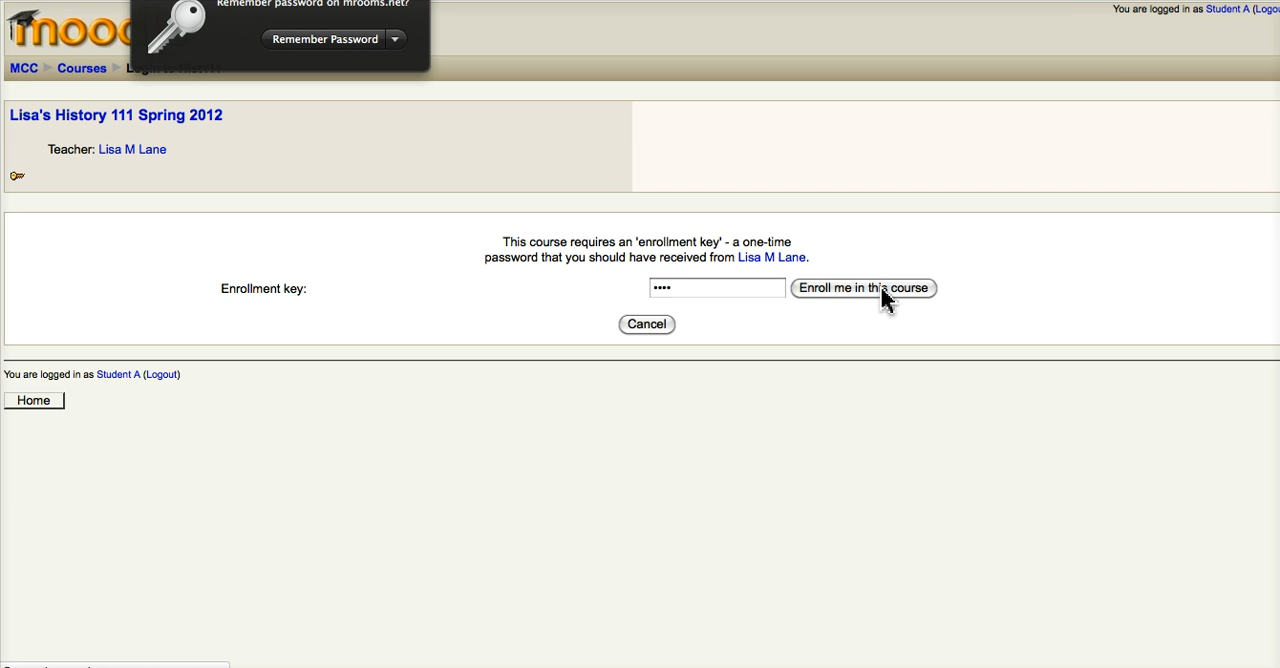 Remember password on mrooms.net?
You are logged in as Student A (Logou
moo
Remember Password
MCC Courses
Lisa's History 111 Spring 2012
Teacher: Lisa M Lane
This course requires an 'enrollment key' - a one-time
password that you should have received from Lisa M Lane.
Enrollment key: •••• Enroll me in this course
Cancel
You are logged in as Student A (Logout)
Home